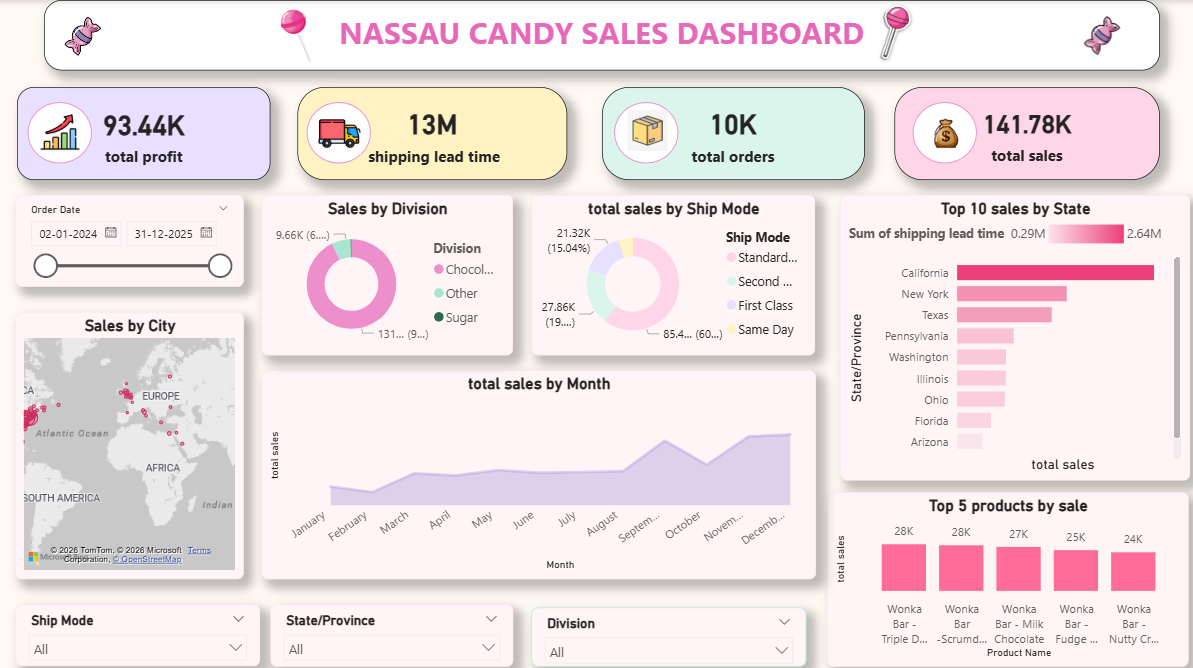 NASSAU CANDY SALES DASHBOARD
93.44K
total profit
13M
shipping lead time
10K
total orders
141.78K
total sales
Order Date
02-01-2024
31-12-2025
Sales by Division
9.66K (6....)
131... (9...)
Division
Chocol...
Other
Sugar
total sales by Ship Mode
21.32K
(15.04%)
27.86K
(19....)
85.4... (60...)
Ship Mode
Standard...
Second ...
First Class
Same Day
Top 10 sales by State
Sum of shipping lead time 0.29M 2.64M
State/Province
California
New York
Texas
Pennsylvania
Washington
Illinois
Ohio
Florida
Arizona
total sales
Sales by City
CA
EUROPE
Atlantic Ocean
AFRICA
SOUTH AMERICA
Indian
© 2026 TomTom, © 2026 Microsoft Terms
Corporation, © OpenStreetMap
total sales by Month
total sales
January
February
March
April
May
June
July
August
Septem...
October
Novem...
Decemb...
Month
Top 5 products by sale
total sales
28K
28K
27K
25K
24K
Wonka
Bar -
Triple D...
Wonka
Bar
-Scrumd...
Wonka
Bar - Milk
Chocolate
Wonka
Bar -
Fudge ...
Wonka
Bar -
Nutty Cr...
Product Name
Ship Mode
All
State/Province
All
Division
All